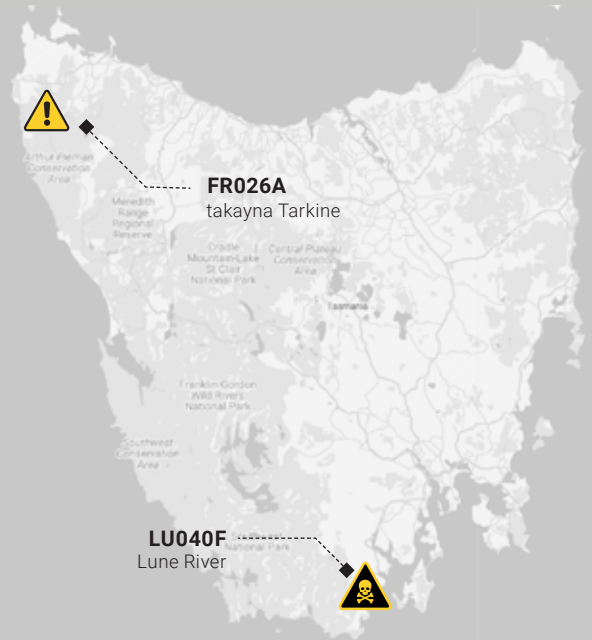 FR026A
takayna Tarkine
Arthur Pieman
Conservation
Area
Meredith
Range
Regional
Reserve
Cradle
Mountain-Lake
St Clair
National Park
Central Plateau
Conservation
Area
Tasmania
Franklin-Gordon
Wild Rivers
National Park
Southwest
Conservation
Area
LU040F
Lune River
National Park